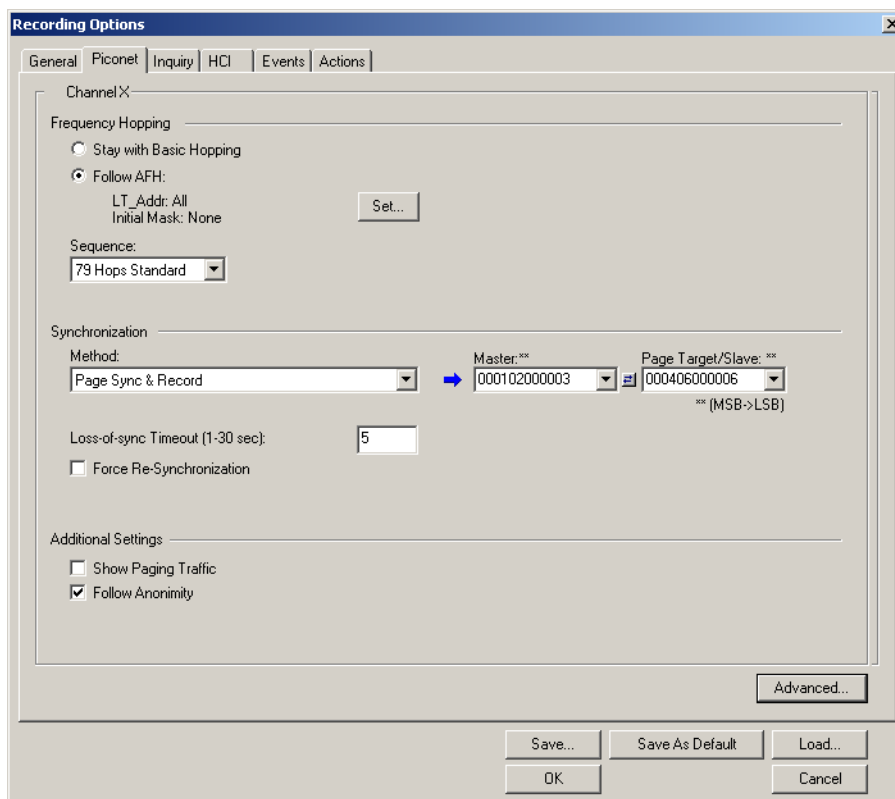 Recording Options
General Piconet Inquiry HCI Events Actions
Channel X
Frequency Hopping
Stay with Basic Hopping
Follow AFH:
LT_Addr: All
Initial Mask: None
Set...
Sequence:
79 Hops Standard
Synchronization
Method:
Master:**
Page Target/Slave: **
Page Sync & Record
000102000003
000406000006
** (MSB->LSB)
Loss-of-sync Timeout (1-30 sec):
5
Force Re-Synchronization
Additional Settings
Show Paging Traffic
Follow Anonimity
Advanced...
Save... Save As Default Load...
OK Cancel